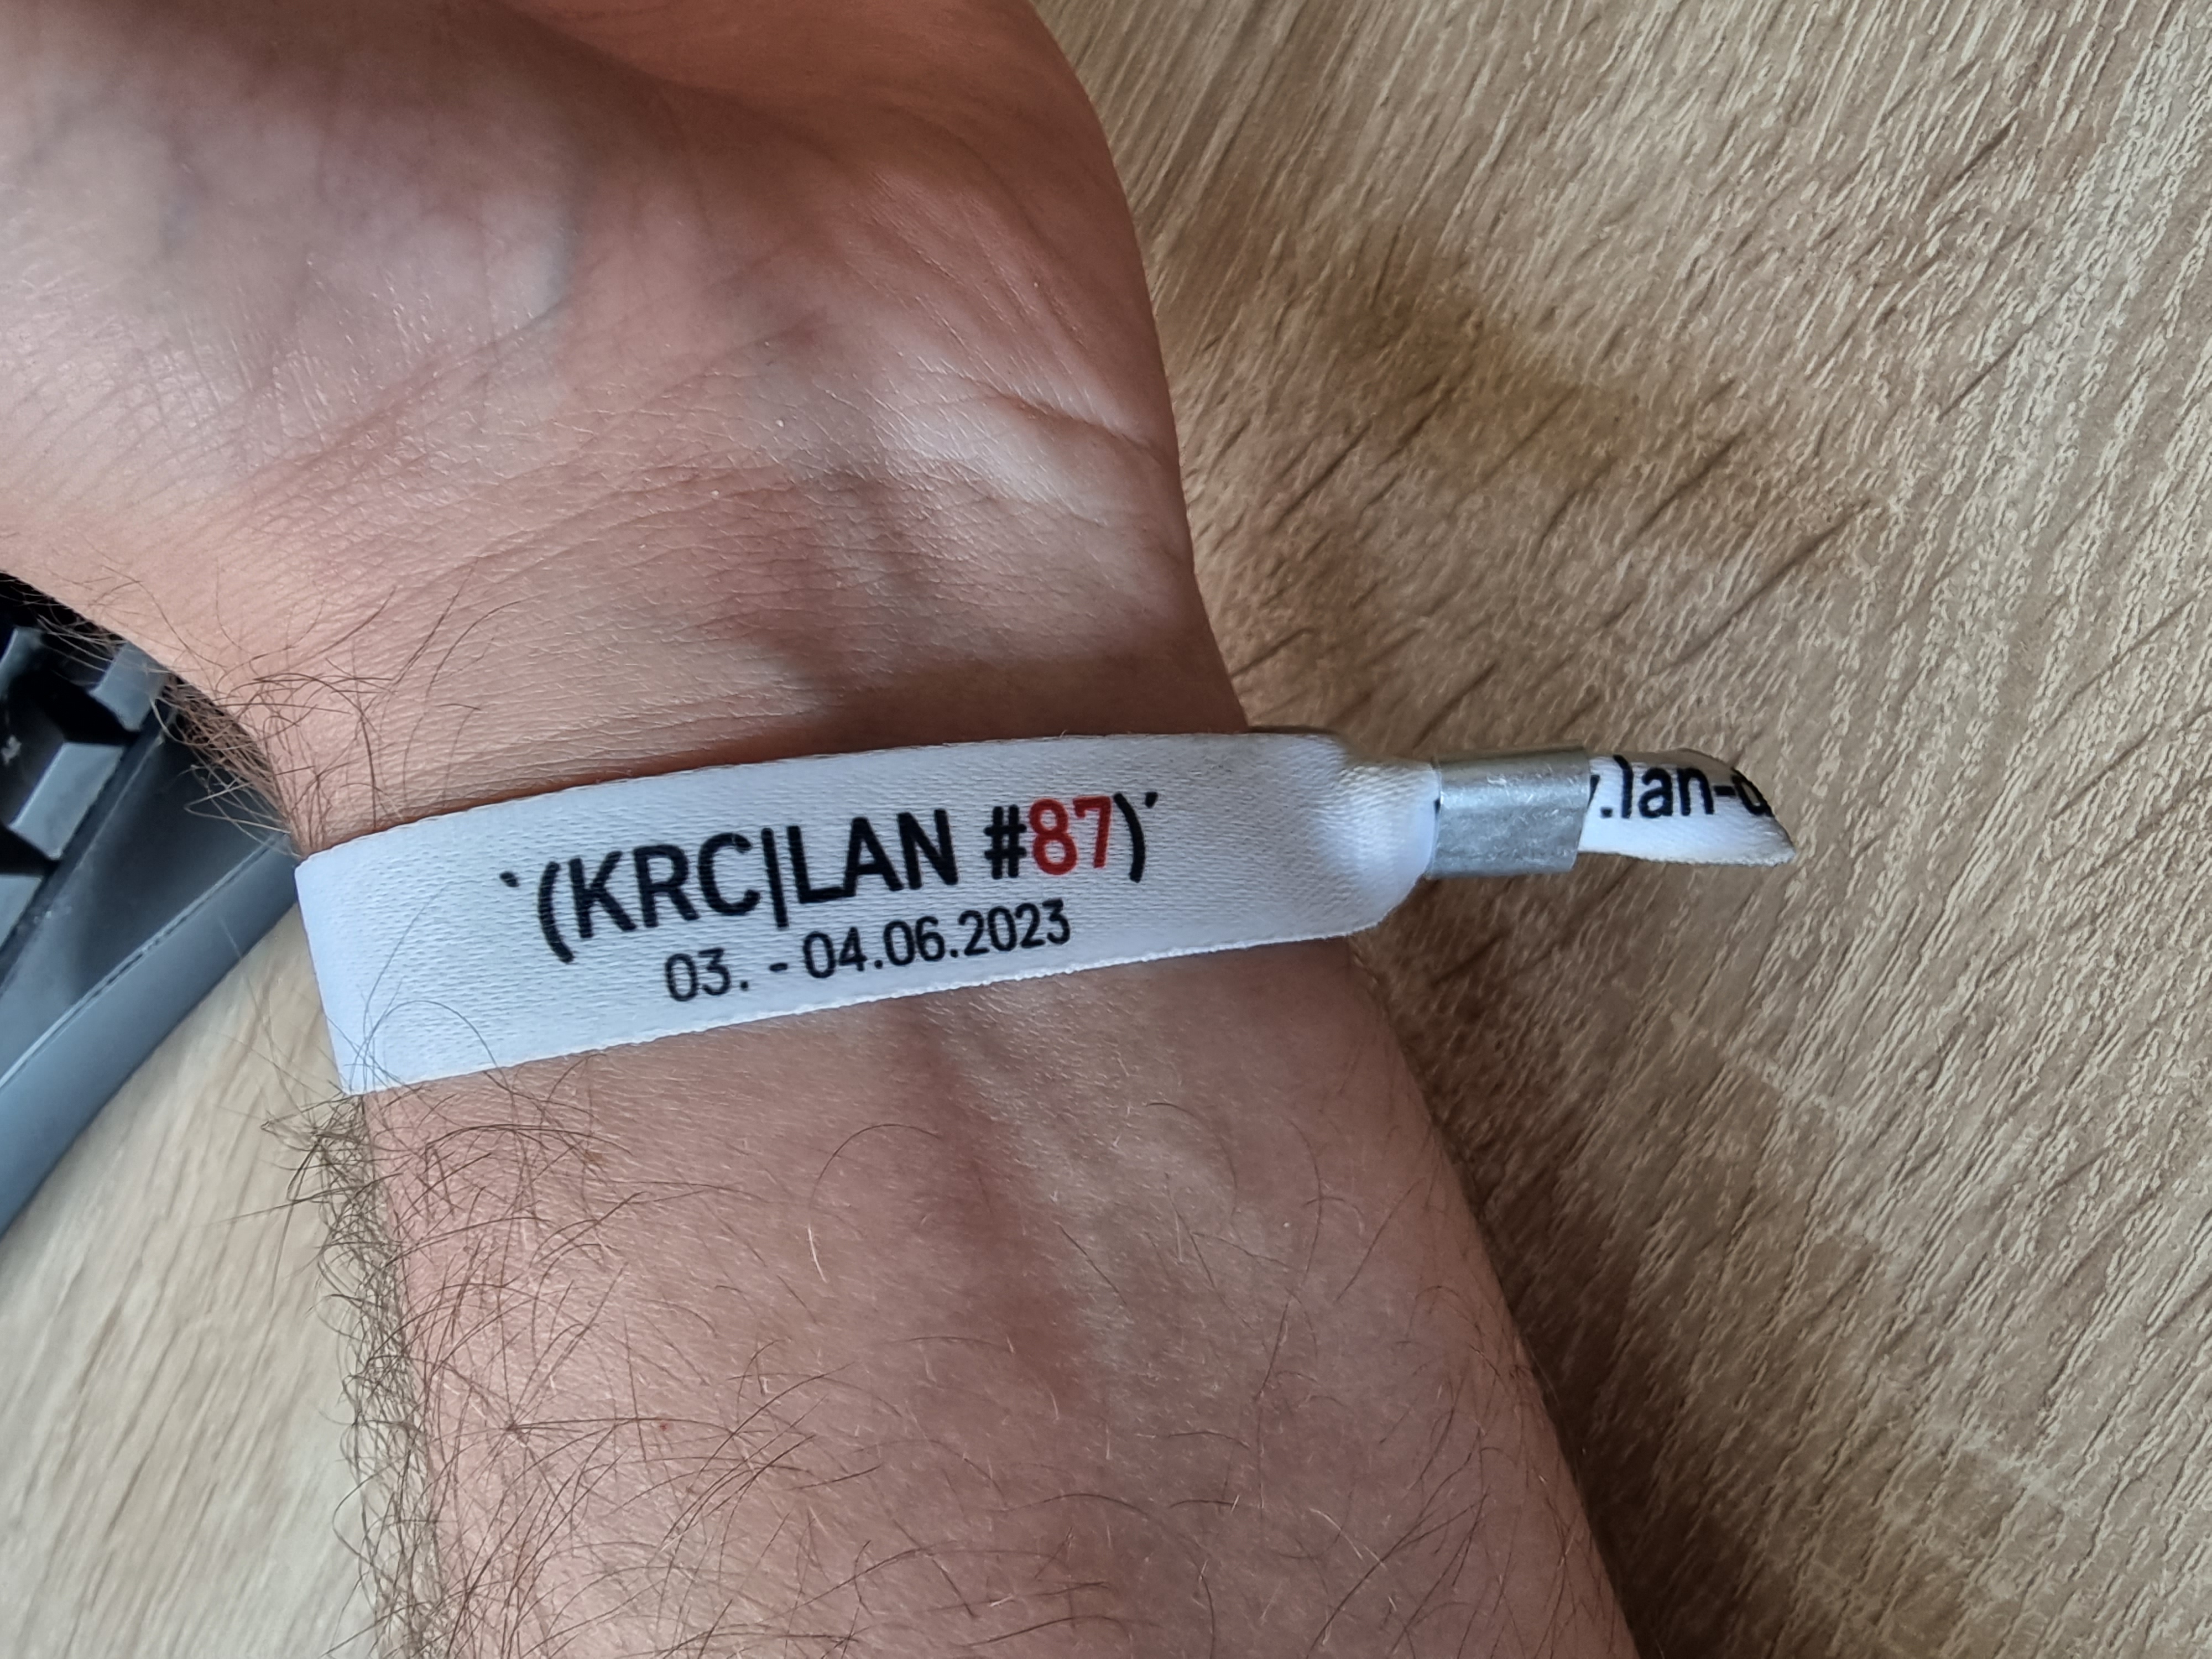 `(KRC|LAN #87)´
03. - 04.06.2023
.lan-